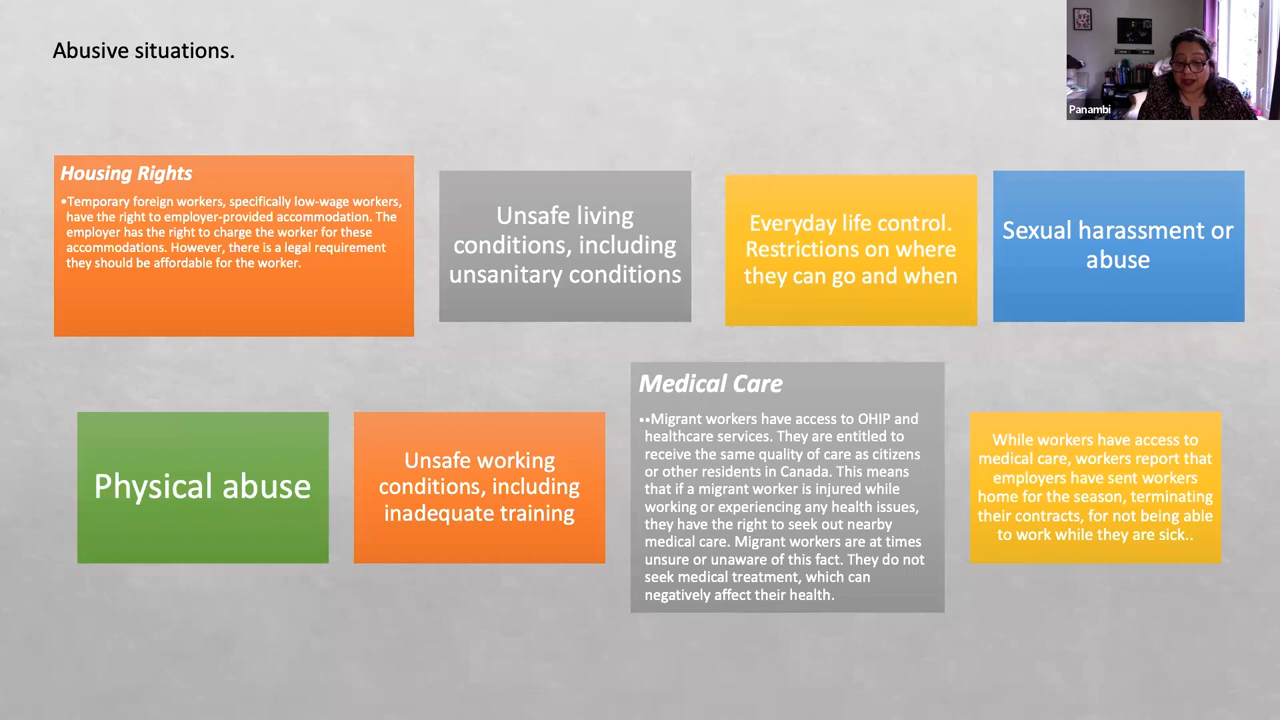 Abusive situations.
Panambi
Housing Rights
•Temporary foreign workers, specifically low-wage workers,
have the right to employer-provided accommodation. The
employer has the right to charge the worker for these
accommodations. However, there is a legal requirement
they should be affordable for the worker.
Unsafe living
conditions, including
unsanitary conditions
Everyday life control.
Restrictions on where
they can go and when
Sexual harassment or
abuse
Physical abuse
Unsafe working
conditions, including
inadequate training
Medical Care
••Migrant workers have access to OHIP and
healthcare services. They are entitled to
receive the same quality of care as citizens
or other residents in Canada. This means
that if a migrant worker is injured while
working or experiencing any health issues,
they have the right to seek out nearby
medical care. Migrant workers are at times
unsure or unaware of this fact. They do not
seek medical treatment, which can
negatively affect their health.
While workers have access to
medical care, workers report that
employers have sent workers
home for the season, terminating
their contracts, for not being able
to work while they are sick..